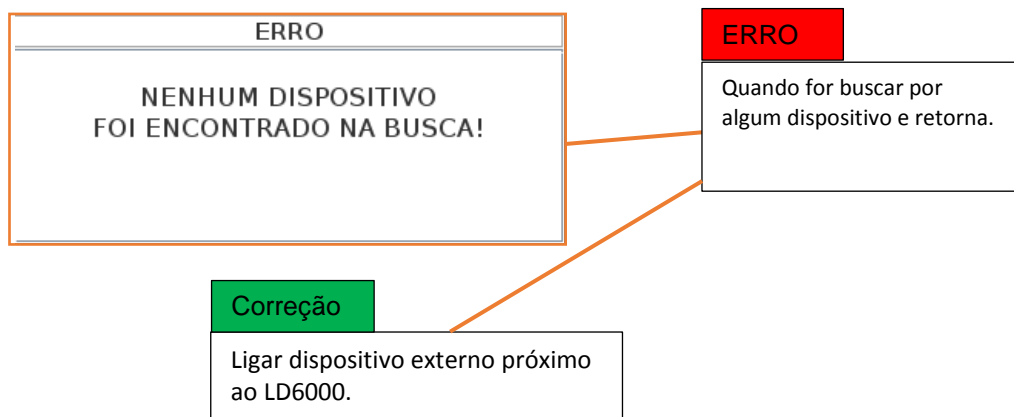 ERRO
NENHUM DISPOSITIVO
FOI ENCONTRADO NA BUSCA!
ERRO
Quando for buscar por
algum dispositivo e retorna.
Correção
Ligar dispositivo externo próximo
ao LD6000.